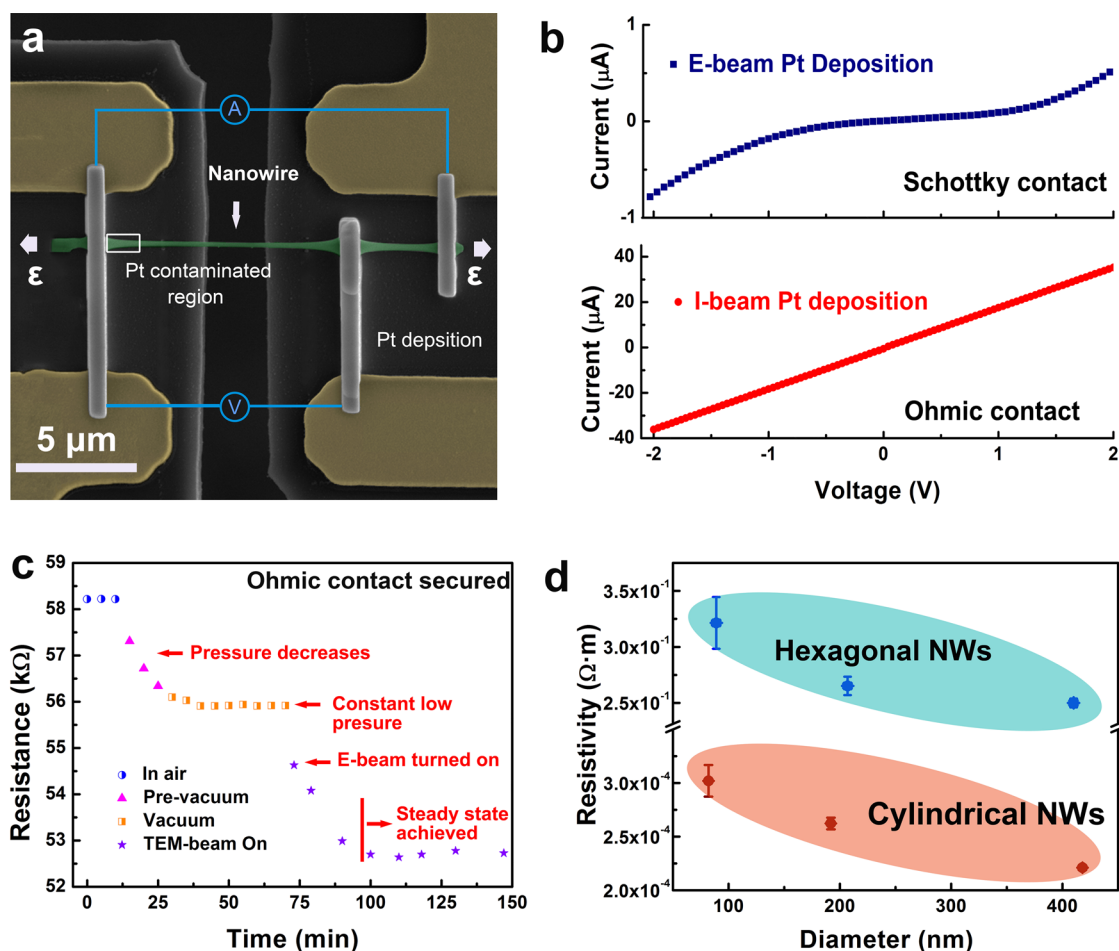 a
A
Nanowire
ε
ε
Pt contaminated
region
Pt depsition
V
5 µm
b
Current (µA)
1
0
-1
E-beam Pt Deposition
Schottky contact
Current (µA)
40
20
0
-20
-40
I-beam Pt deposition
Ohmic contact
-2
-1
0
1
2
Voltage (V)
c
Resistance (kΩ)
59
58
57
56
55
54
53
52
Ohmic contact secured
Pressure decreases
Constant low
presure
E-beam turned on
Steady state
achieved
In air
Pre-vacuum
Vacuum
TEM-beam On
0
25
50
75
100
125
150
Time (min)
d
Resistivity (Ω·m)
3.5x10⁻¹
3.0x10⁻¹
2.5x10⁻¹
3.0x10⁻⁴
2.5x10⁻⁴
2.0x10⁻⁴
Hexagonal NWs
Cylindrical NWs
100
200
300
400
Diameter (nm)